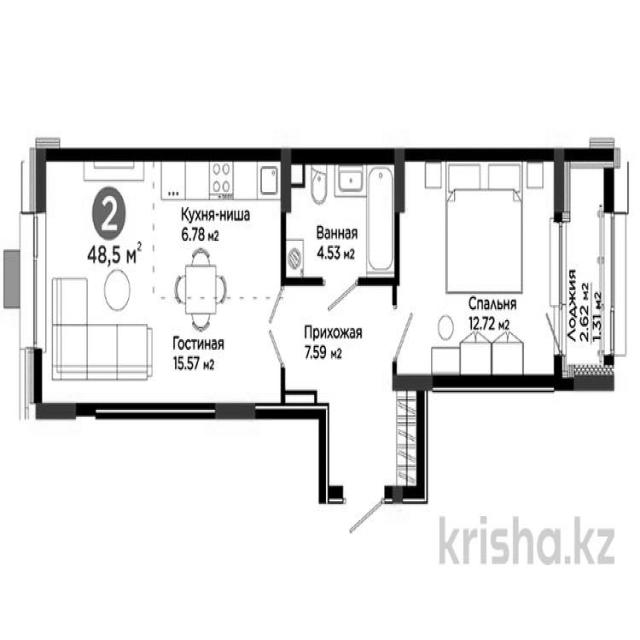 2
48,5 м²
Кухня-ниша
6.78 м2
Гостиная
15.57 м2
Ванная
4.53 м2
Прихожая
7.59 м2
Спальня
12.72 м2
Лоджия
2.62 м2
1.31 м2
krisha.kz